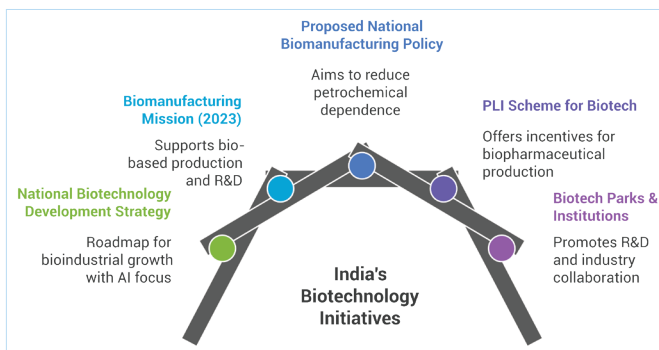 Proposed National
Biomanufacturing Policy
Aims to reduce
petrochemical
dependence
Biomanufacturing
Mission (2023)
Supports bio-
based production
and R&D
PLI Scheme for Biotech
Offers incentives for
biopharmaceutical
production
National Biotechnology
Development Strategy
Roadmap for
bioindustrial growth
with AI focus
Biotech Parks &
Institutions
Promotes R&D
and industry
collaboration
India's
Biotechnology
Initiatives